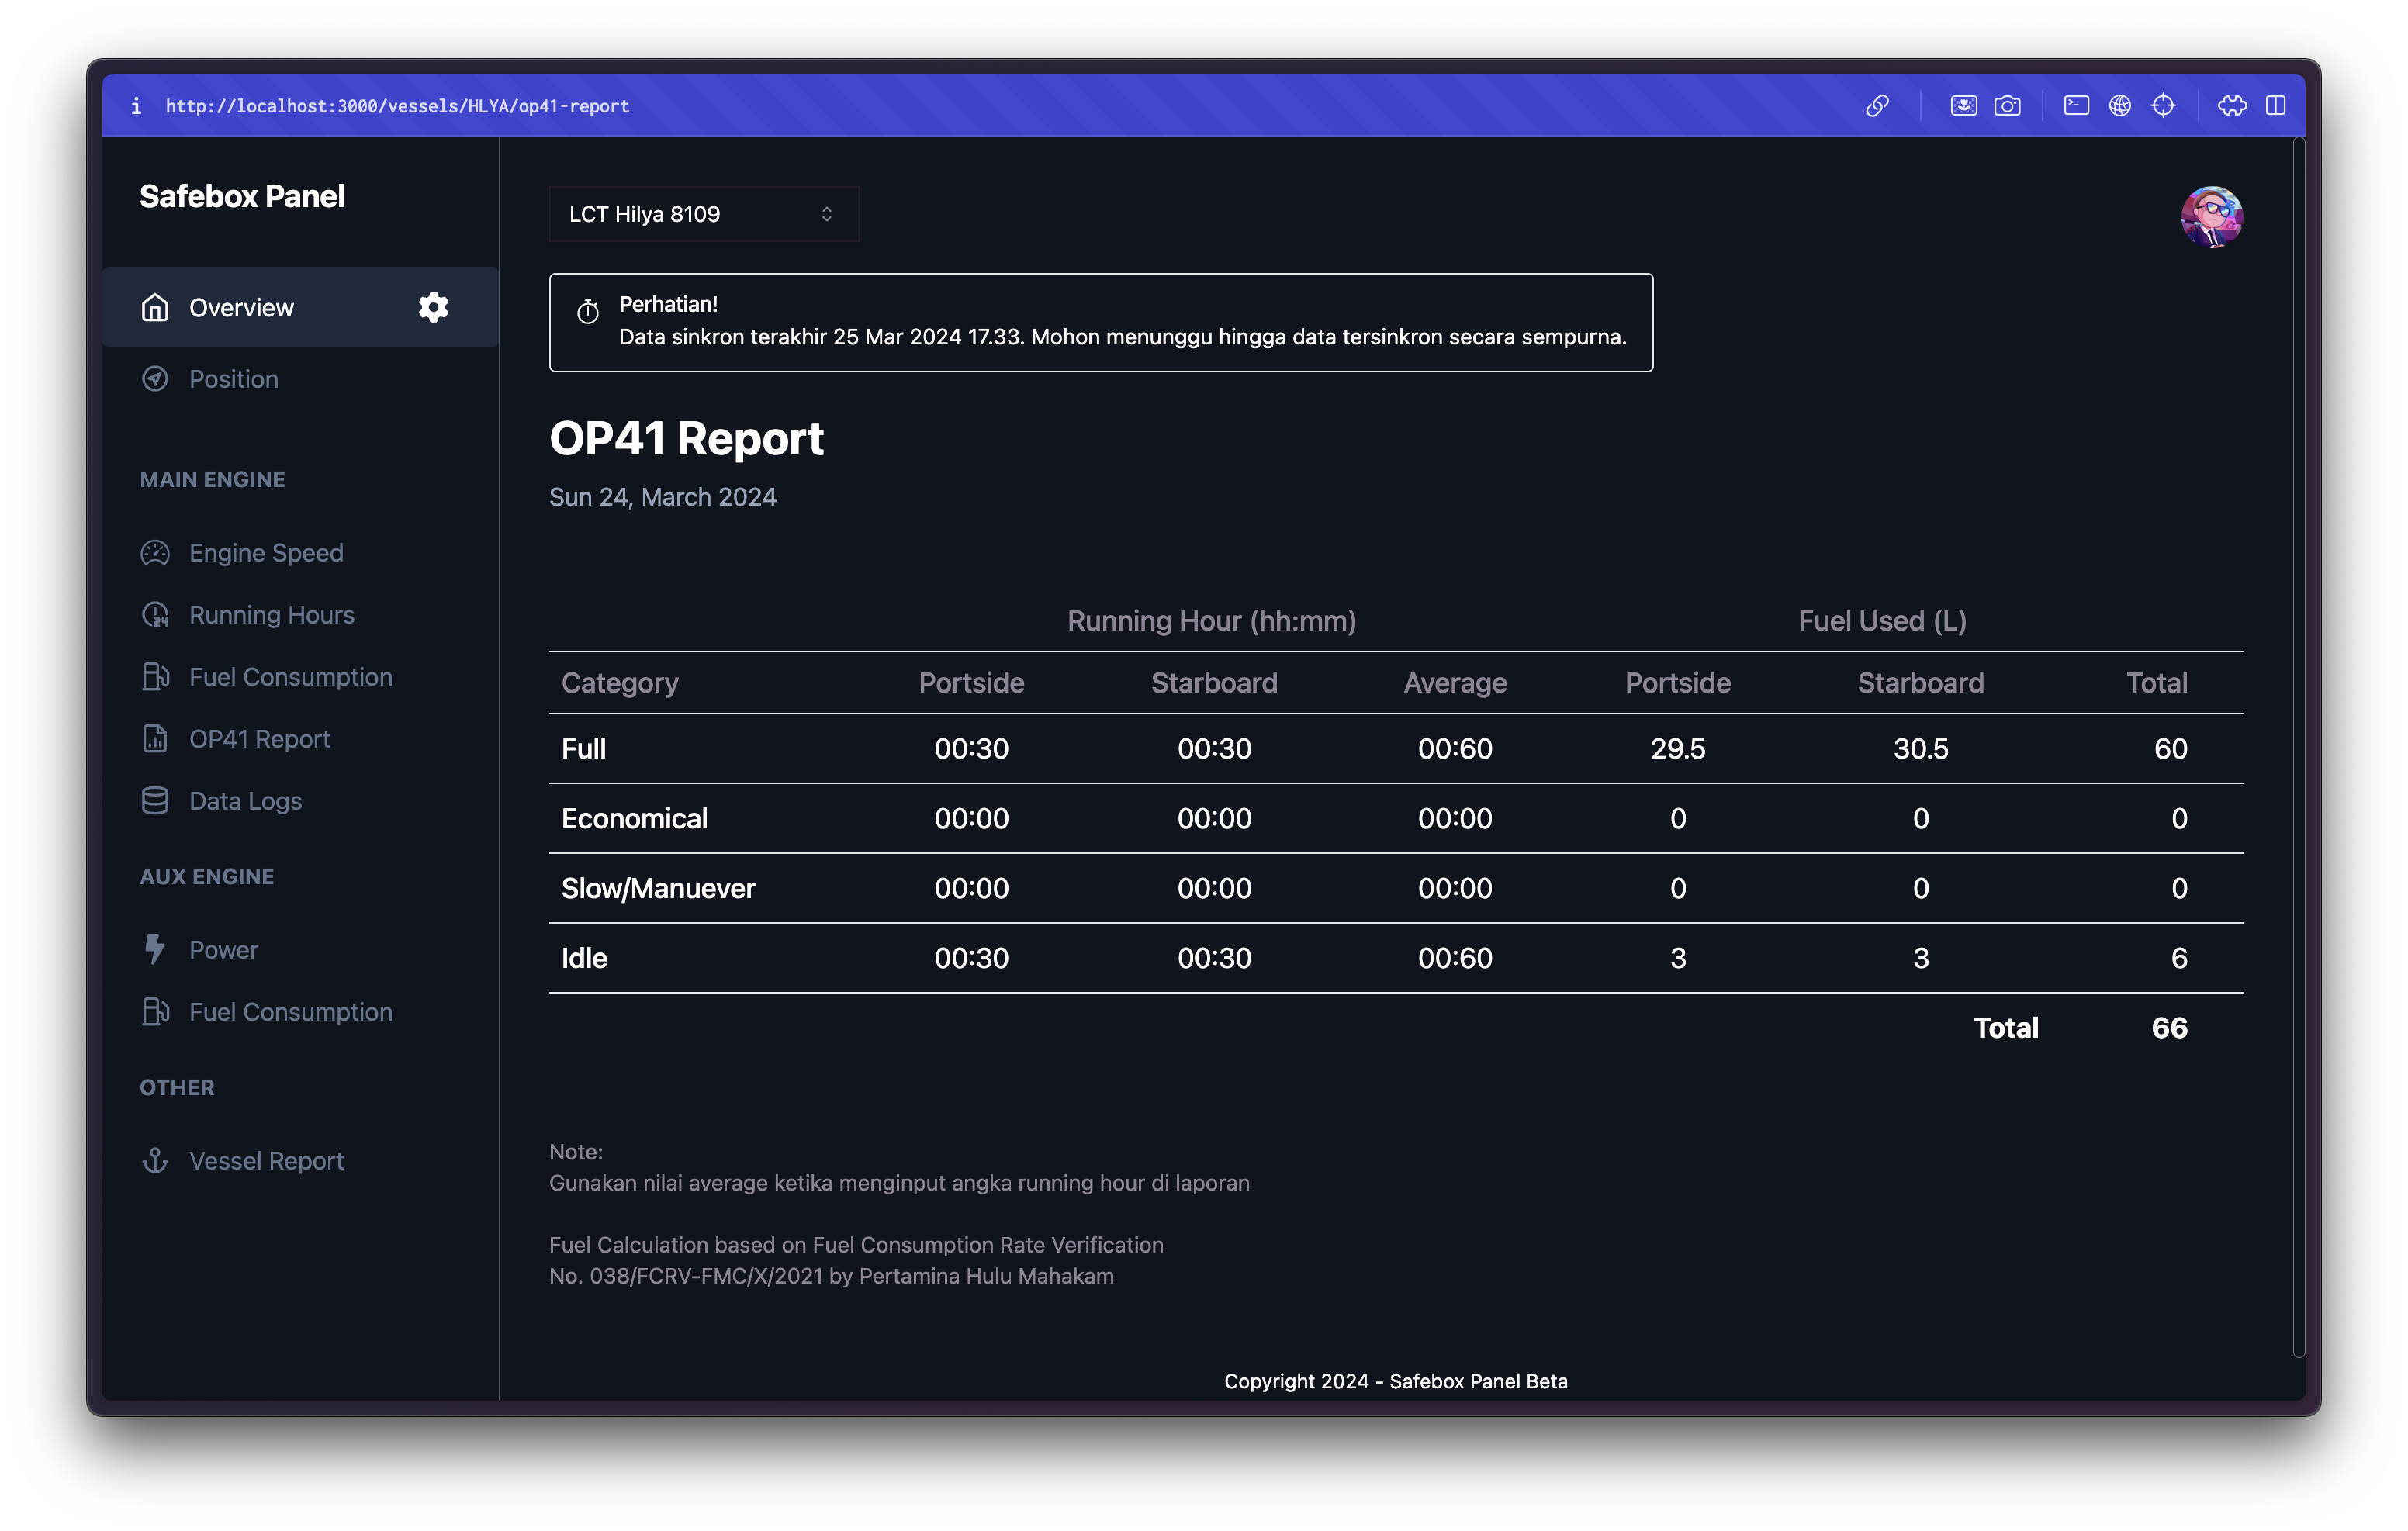 i http://localhost:3000/vessels/HLYA/op41-report
Safebox Panel
Overview
Position
MAIN ENGINE
Engine Speed
Running Hours
Fuel Consumption
OP41 Report
Data Logs
AUX ENGINE
Power
Fuel Consumption
OTHER
Vessel Report
LCT Hilya 8109
Perhatian!
Data sinkron terakhir 25 Mar 2024 17.33. Mohon menunggu hingga data tersinkron secara sempurna.
OP41 Report
Sun 24, March 2024
Running Hour (hh:mm) Fuel Used (L)
Category Portside Starboard Average Portside Starboard Total
Full 00:30 00:30 00:60 29.5 30.5 60
Economical 00:00 00:00 00:00 0 0 0
Slow/Manuever 00:00 00:00 00:00 0 0 0
Idle 00:30 00:30 00:60 3 3 6
Total 66
Note:
Gunakan nilai average ketika menginput angka running hour di laporan
Fuel Calculation based on Fuel Consumption Rate Verification
No. 038/FCRV-FMC/X/2021 by Pertamina Hulu Mahakam
Copyright 2024 - Safebox Panel Beta